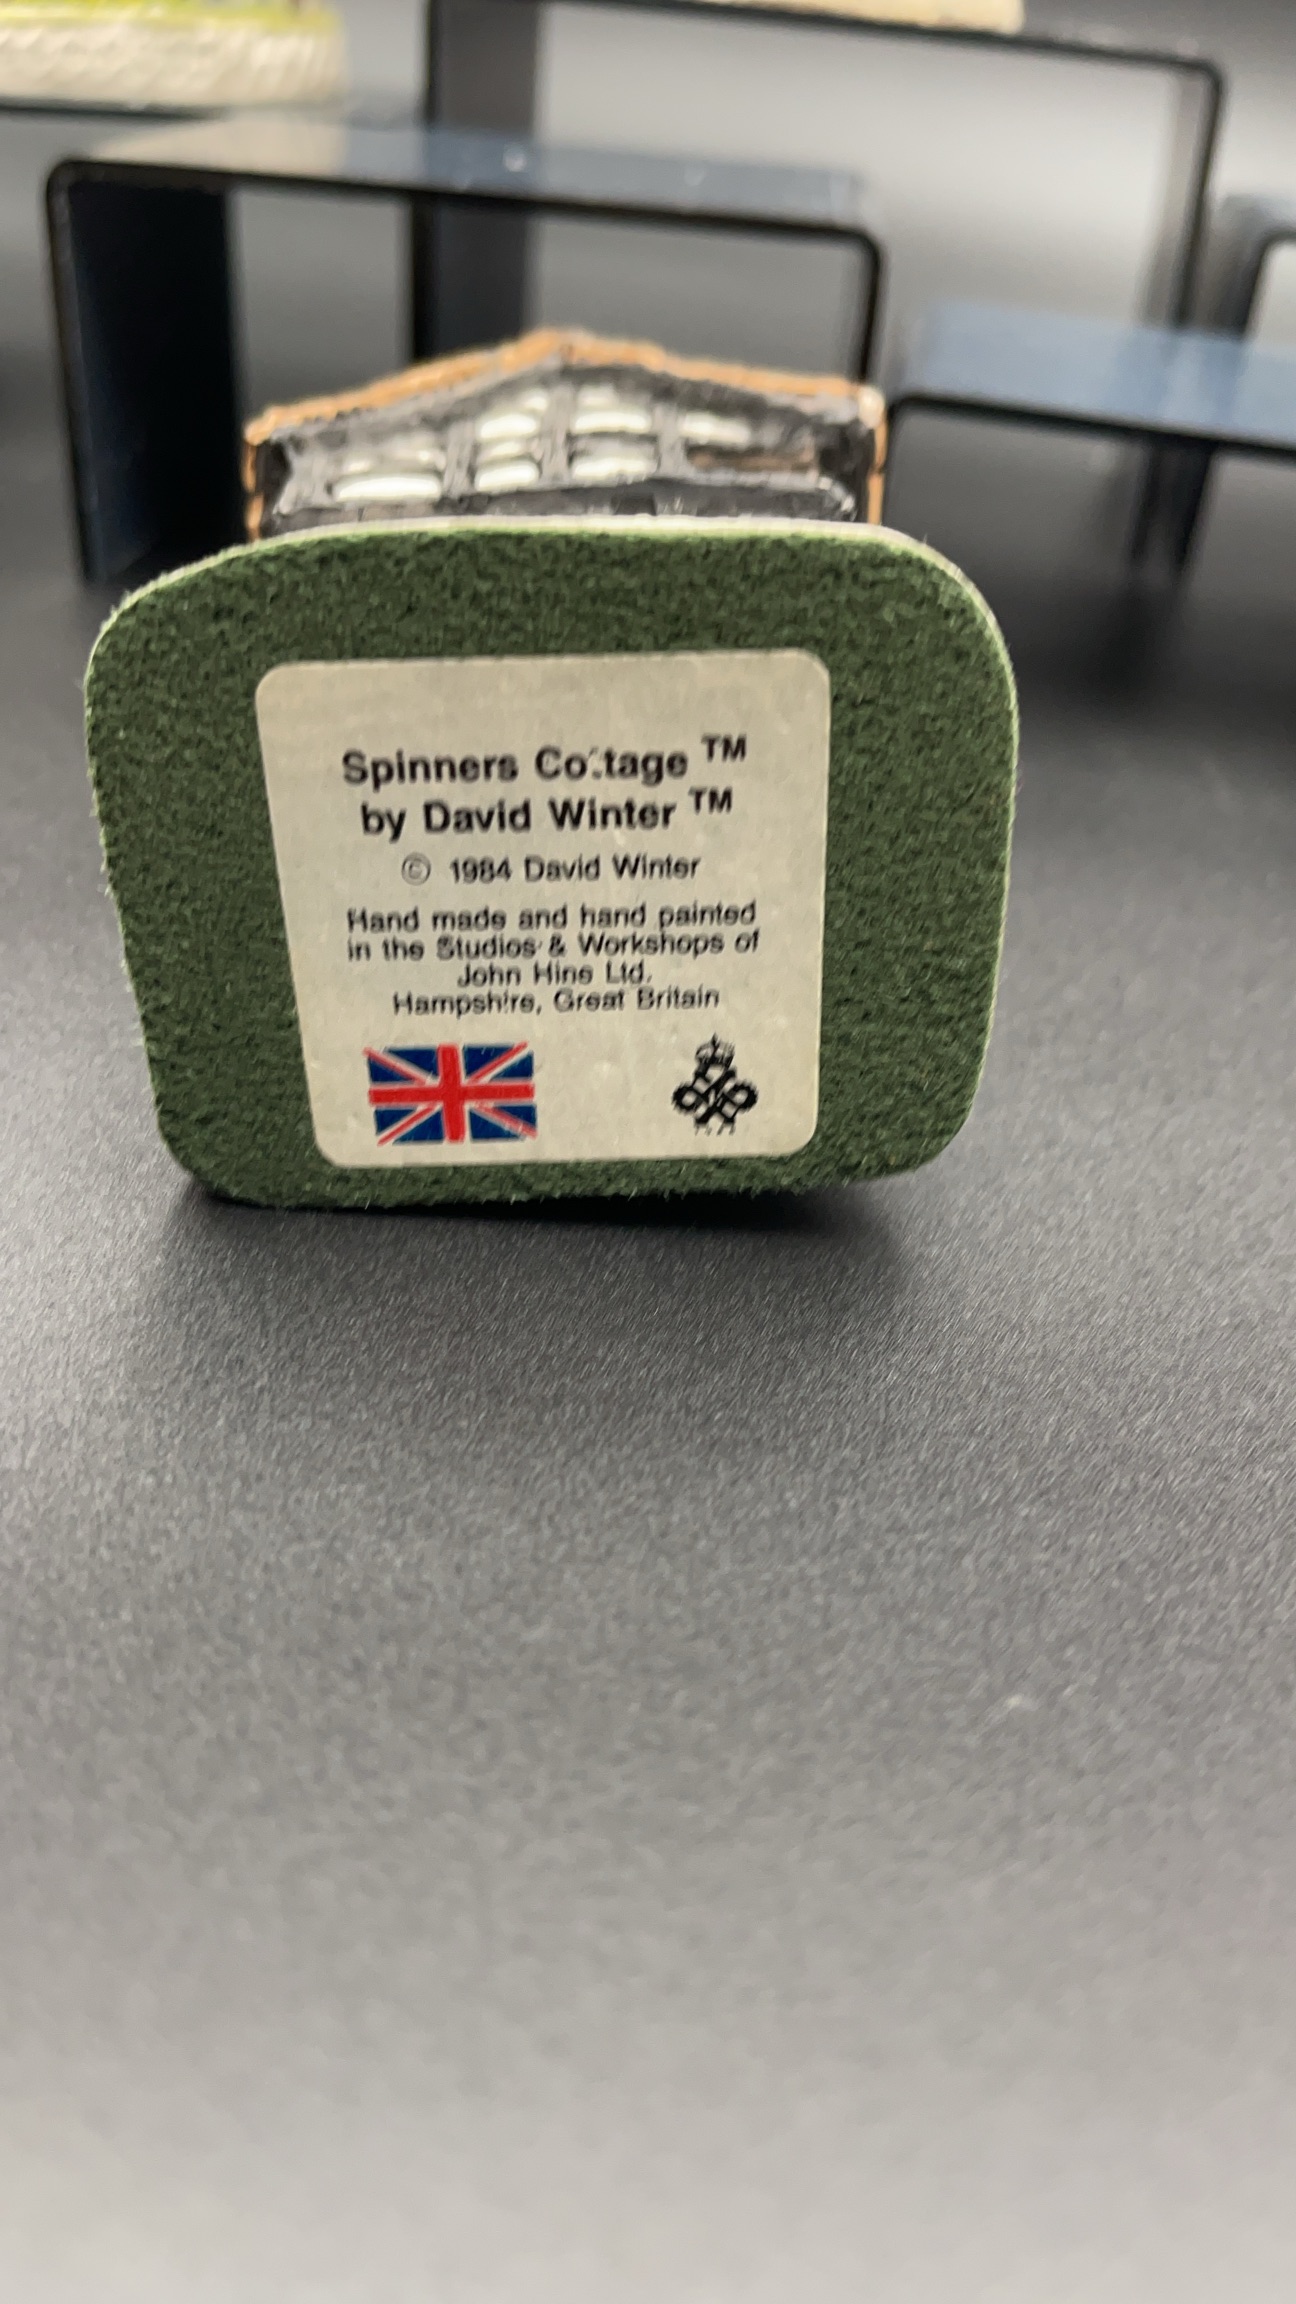 Spinners Cottage ™
by David Winter ™
© 1984 David Winter
Hand made and hand painted
in the Studios & Workshops of
John Hine Ltd.
Hampshire, Great Britain